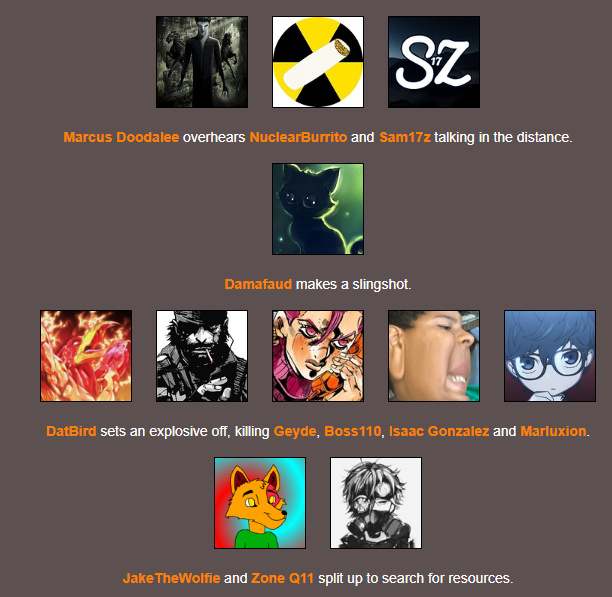 SZ
17
Marcus Doodalee overhears NuclearBurrito and Sam17z talking in the distance.
Damafaud makes a slingshot.
DatBird sets an explosive off, killing Geyde, Boss110, Isaac Gonzalez and Marluxion.
JakeTheWolfie and Zone Q11 split up to search for resources.